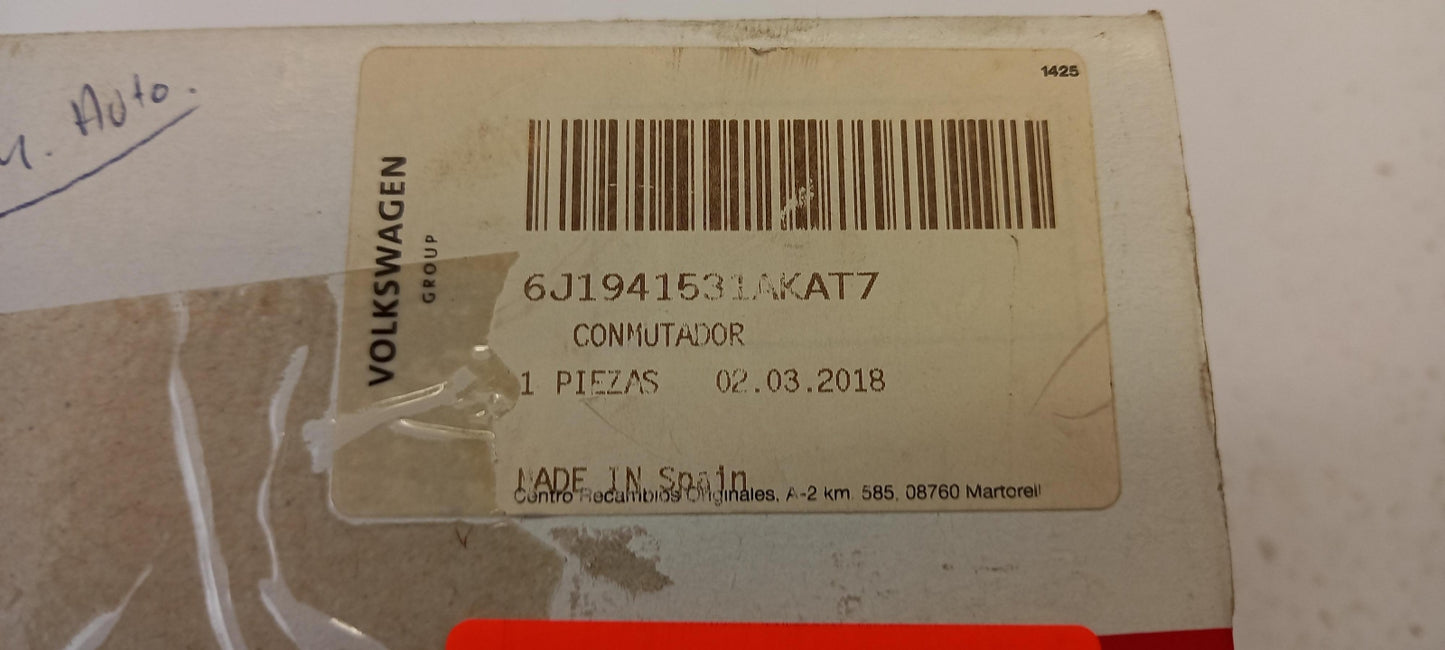 Auto.
1425
VOLKSWAGEN
GROUP
6J1941531AKAT7
CONMUTADOR
1 PIEZAS 02.03.2018
MADE IN Spain
Centro Recambios Originales, A-2 km. 585, 08760 Martorell